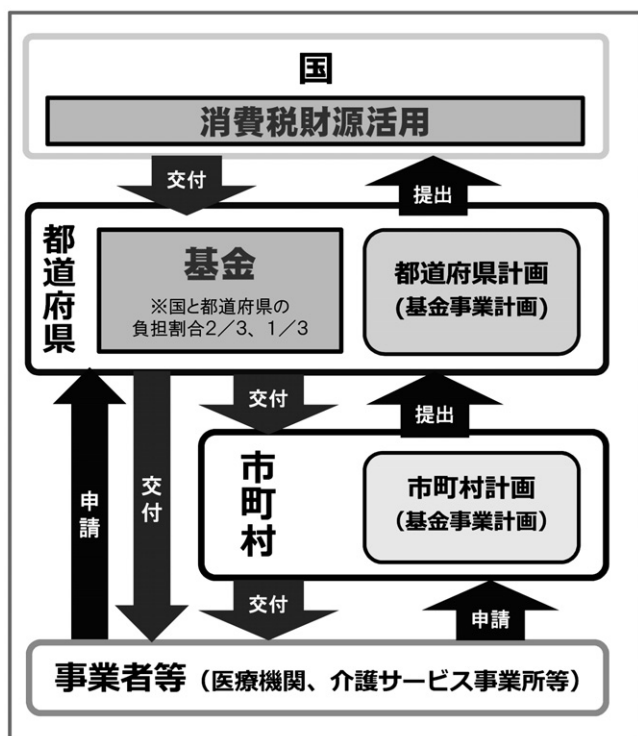 国
消費税財源活用
交付
提出
都道府県
基金
※国と都道府県の
負担割合2／3、1／3
都道府県計画
(基金事業計画)
交付
提出
申請
交付
市町村
市町村計画
(基金事業計画)
交付
申請
事業者等（医療機関、介護サービス事業所等）